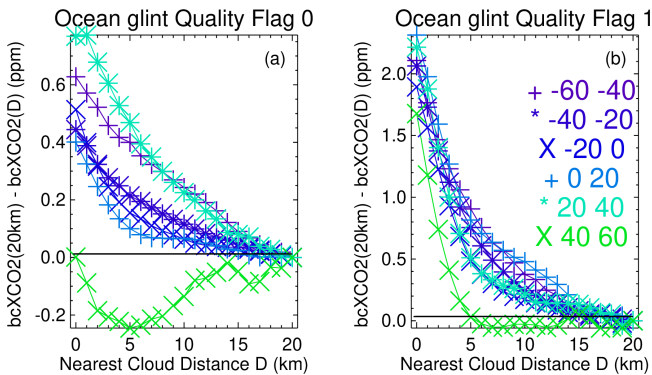 Ocean glint Quality Flag 0
bcXCO2(20km) - bcXCO2(D) (ppm)
(a)
0.6
0.4
0.2
0.0
-0.2
0 5 10 15 20
Nearest Cloud Distance D (km)
Ocean glint Quality Flag 1
bcXCO2(20km) - bcXCO2(D) (ppm)
(b)
2.0
1.5
1.0
0.5
0.0
+ -60 -40
* -40 -20
X -20 0
+ 0 20
* 20 40
X 40 60
0 5 10 15 20
Nearest Cloud Distance D (km)